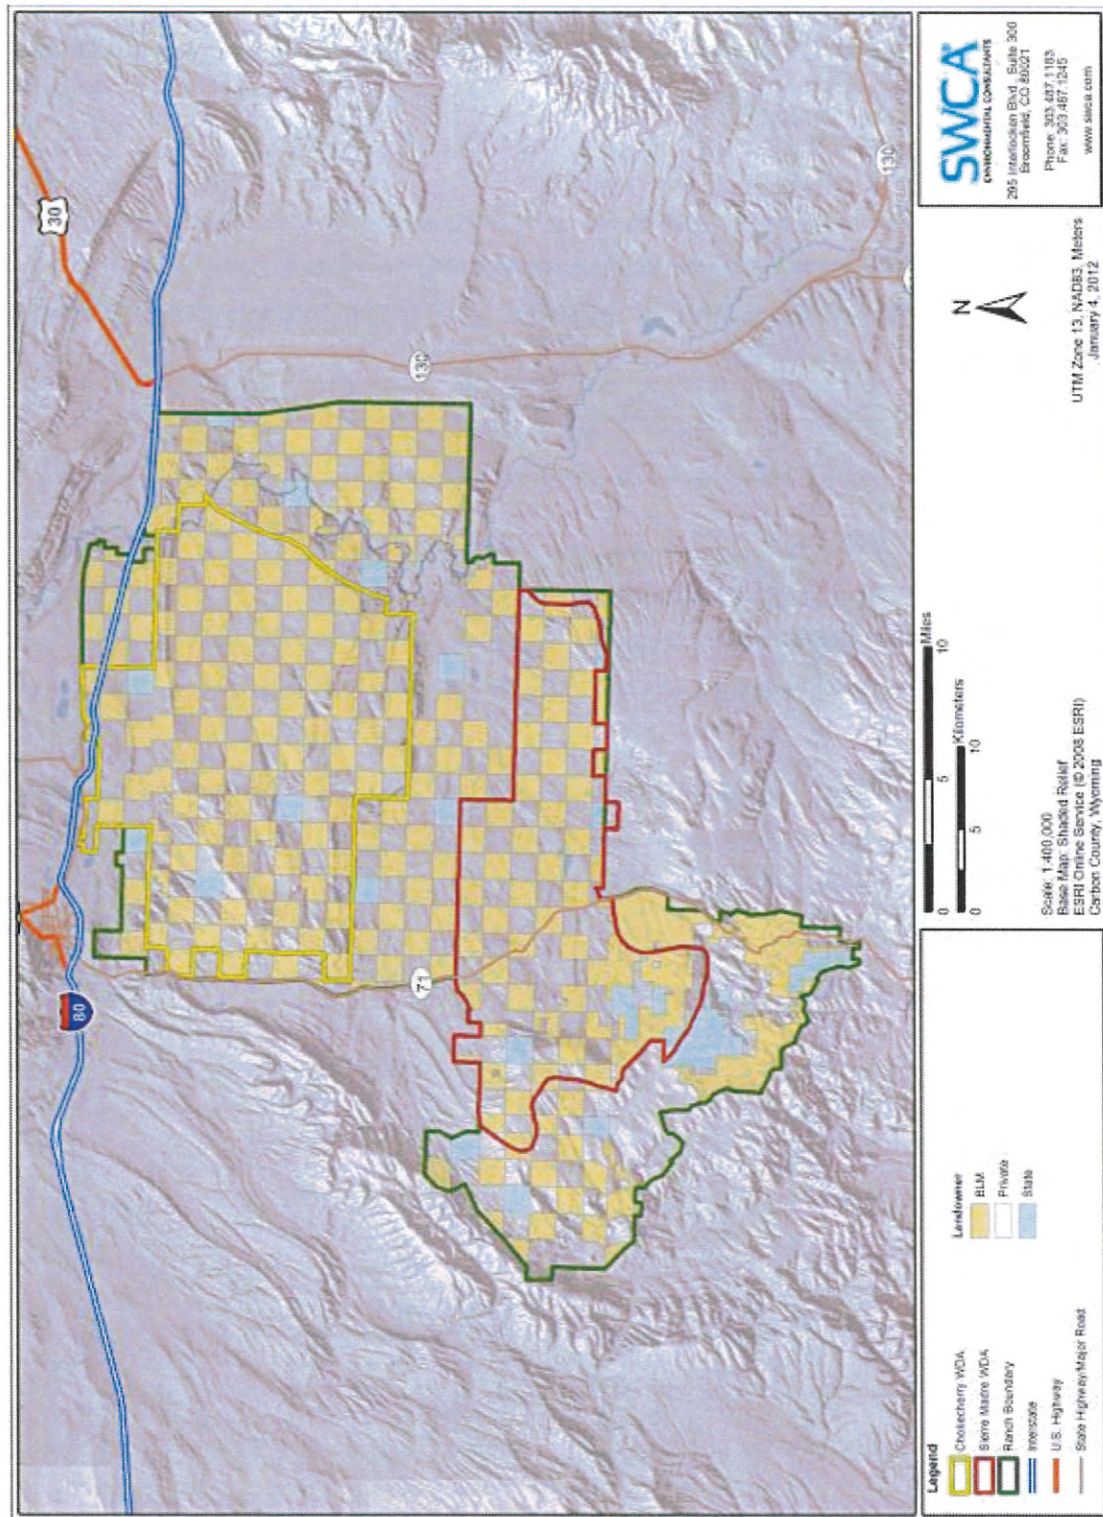 80
30
71
130
130
Legend
Chokecherry WDA
Sierra Madre WDA
Ranch Boundary
Interstate
U.S. Highway
State Highway/Major Road
Landowner
BLM
Private
State
0 5 10
Miles
0 5 10
Kilometers
Scale: 1:400,000
Base Map: Shaded Relief
ESRI Online Service (© 2008 ESRI)
Carbon County, Wyoming
N
UTM Zone 13, NAD83, Meters
January 4, 2012
SWCA
ENVIRONMENTAL CONSULTANTS
295 Interlocken Blvd., Suite 300
Broomfield, CO 80021
Phone: 303.487.1183
Fax: 303.487.1245
www.swca.com